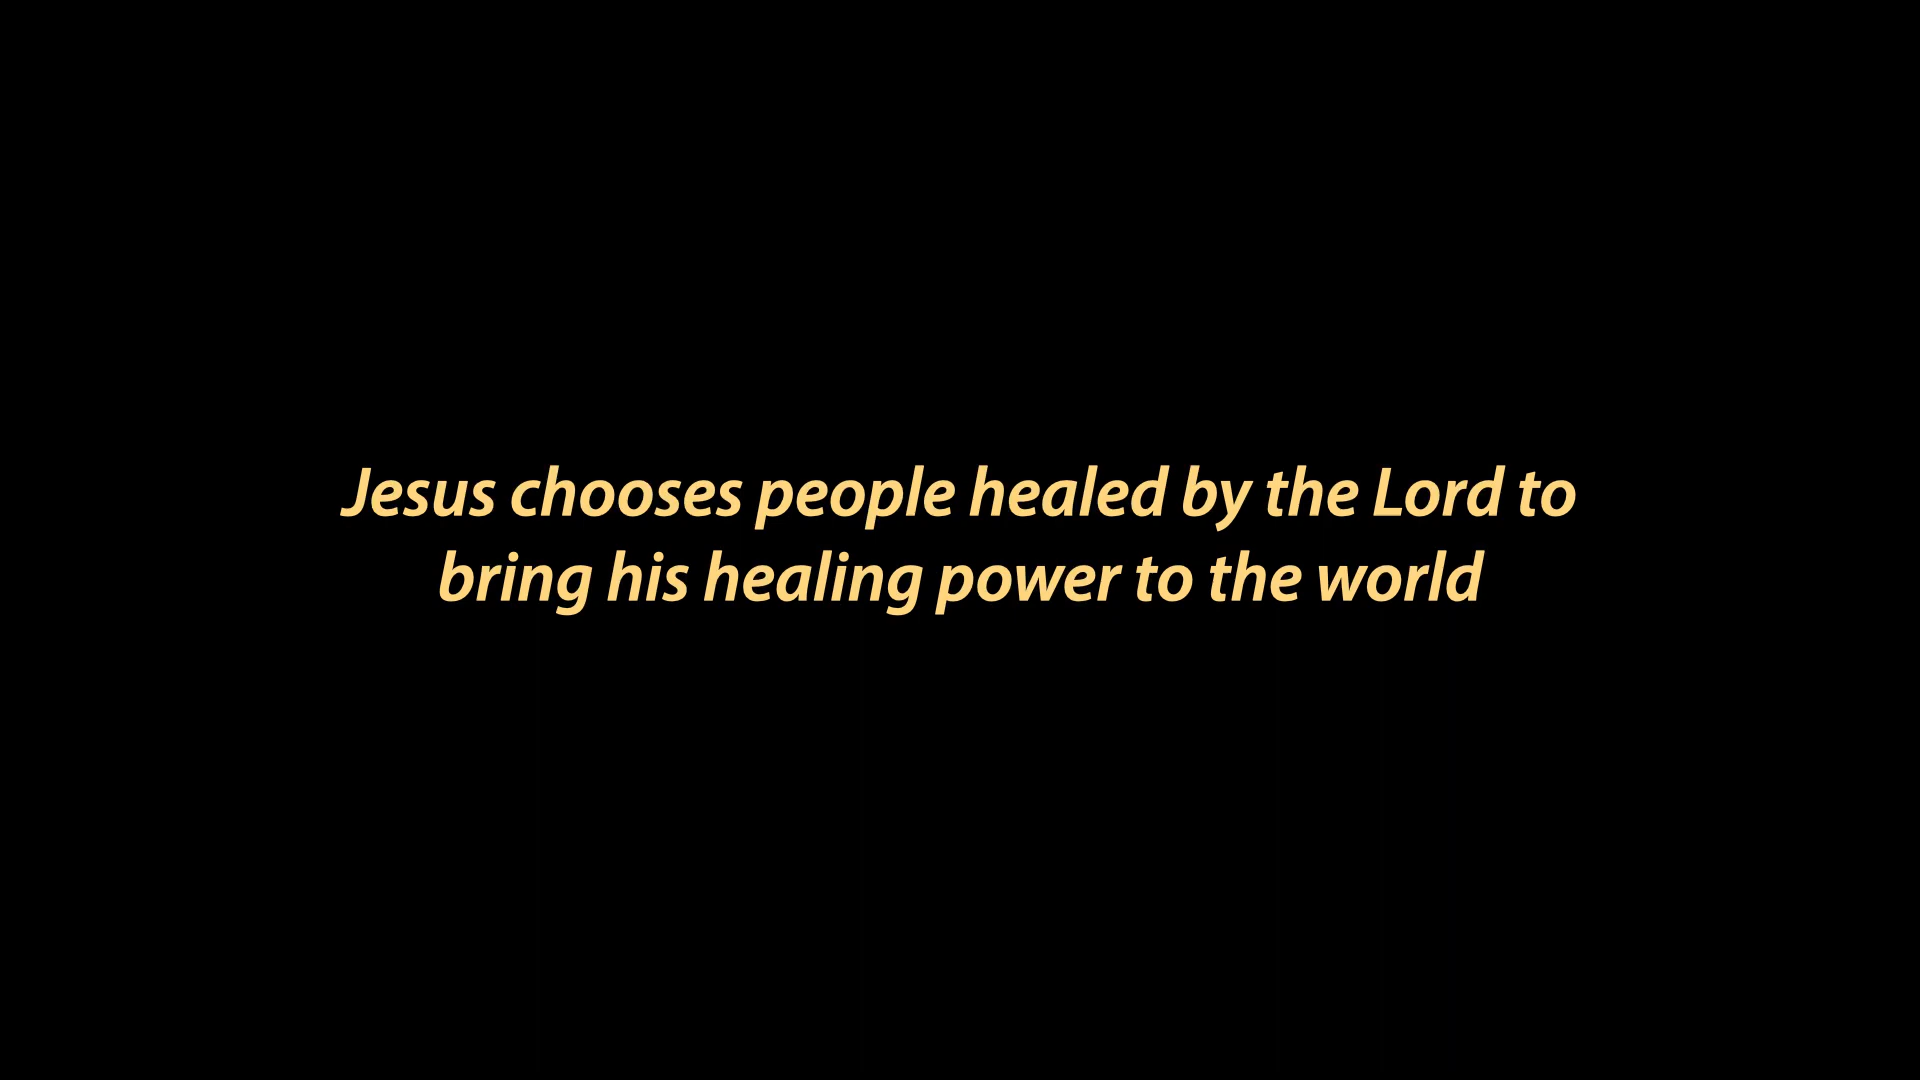 Jesus chooses people healed by the Lord to
bring his healing power to the world